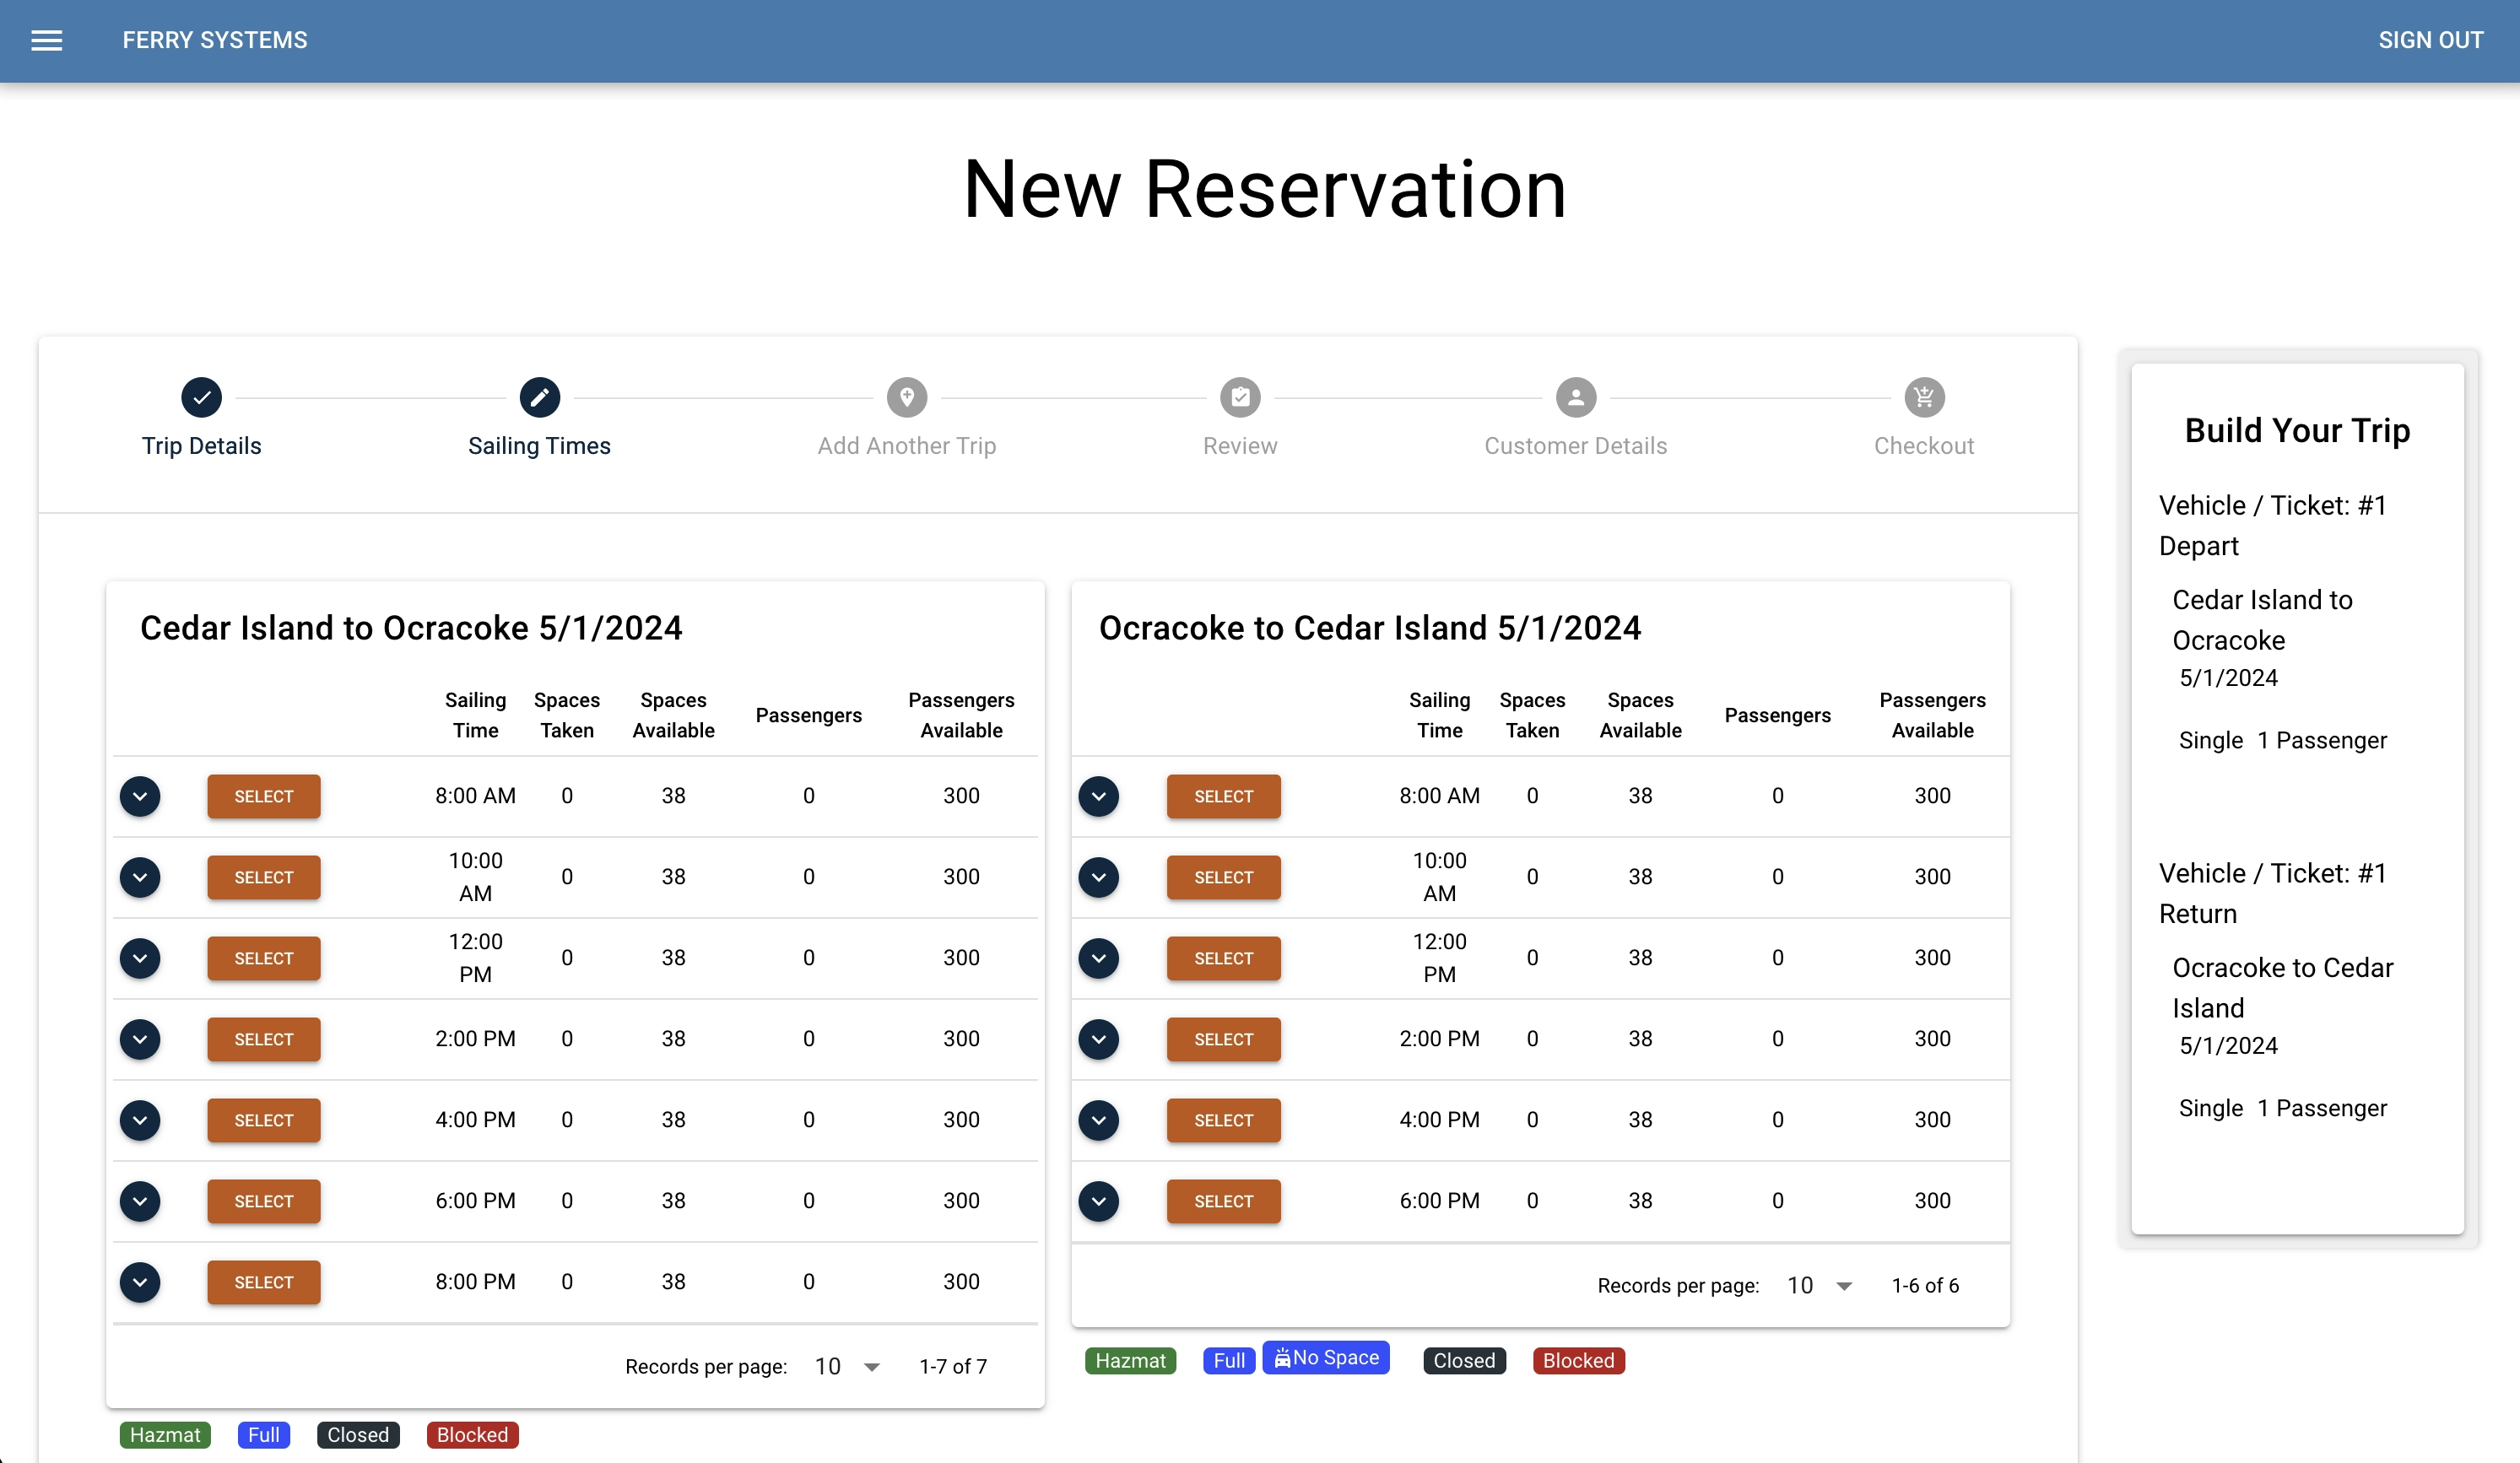 FERRY SYSTEMS
SIGN OUT
New Reservation
Trip Details
Sailing Times
Add Another Trip
Review
Customer Details
Checkout
Cedar Island to Ocracoke 5/1/2024
Sailing Time Spaces Taken Spaces Available Passengers Passengers Available
SELECT 8:00 AM 0 38 0 300
SELECT 10:00 AM 0 38 0 300
SELECT 12:00 PM 0 38 0 300
SELECT 2:00 PM 0 38 0 300
SELECT 4:00 PM 0 38 0 300
SELECT 6:00 PM 0 38 0 300
SELECT 8:00 PM 0 38 0 300
Records per page: 10 1-7 of 7
Hazmat Full Closed Blocked
Ocracoke to Cedar Island 5/1/2024
Sailing Time Spaces Taken Spaces Available Passengers Passengers Available
SELECT 8:00 AM 0 38 0 300
SELECT 10:00 AM 0 38 0 300
SELECT 12:00 PM 0 38 0 300
SELECT 2:00 PM 0 38 0 300
SELECT 4:00 PM 0 38 0 300
SELECT 6:00 PM 0 38 0 300
Records per page: 10 1-6 of 6
Hazmat Full No Space Closed Blocked
Build Your Trip
Vehicle / Ticket: #1
Depart
Cedar Island to
Ocracoke
5/1/2024
Single 1 Passenger
Vehicle / Ticket: #1
Return
Ocracoke to Cedar
Island
5/1/2024
Single 1 Passenger